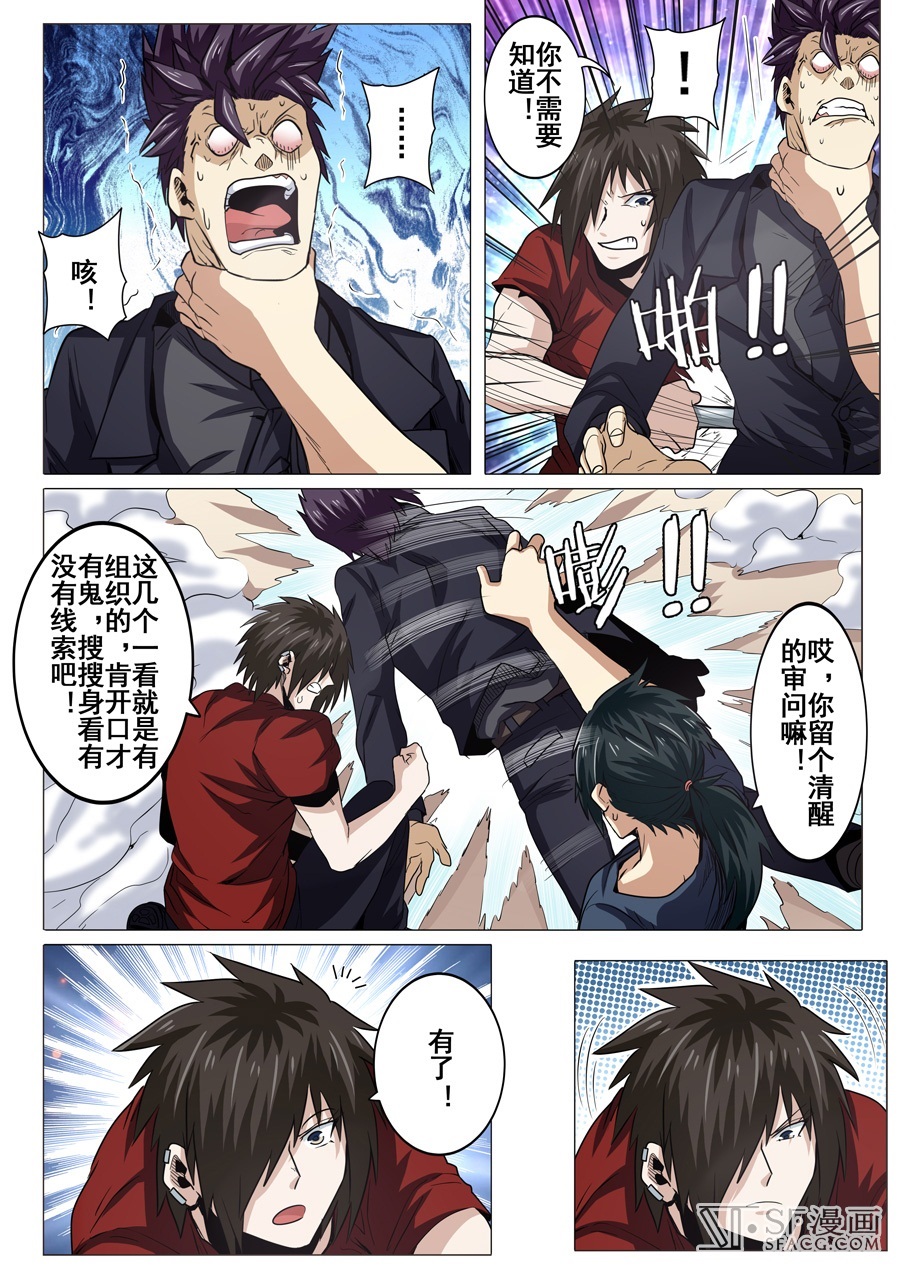 ！
你不需要
知道！
啪!!
……
咳！
哎，你留个清醒
的审问嘛！
嘭!!
这几个一看就是有
组织的，肯开口才
有鬼，搜搜身看有
没有线索吧！
有了！
SF漫画
SFACG.COM